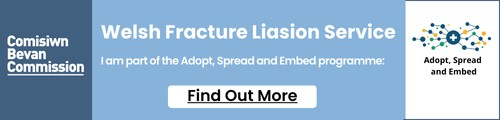 Comisiwn
Bevan
Commission
Welsh Fracture Liasion Service
I am part of the Adopt, Spread and Embed programme:
Find Out More
Adopt, Spread
and Embed